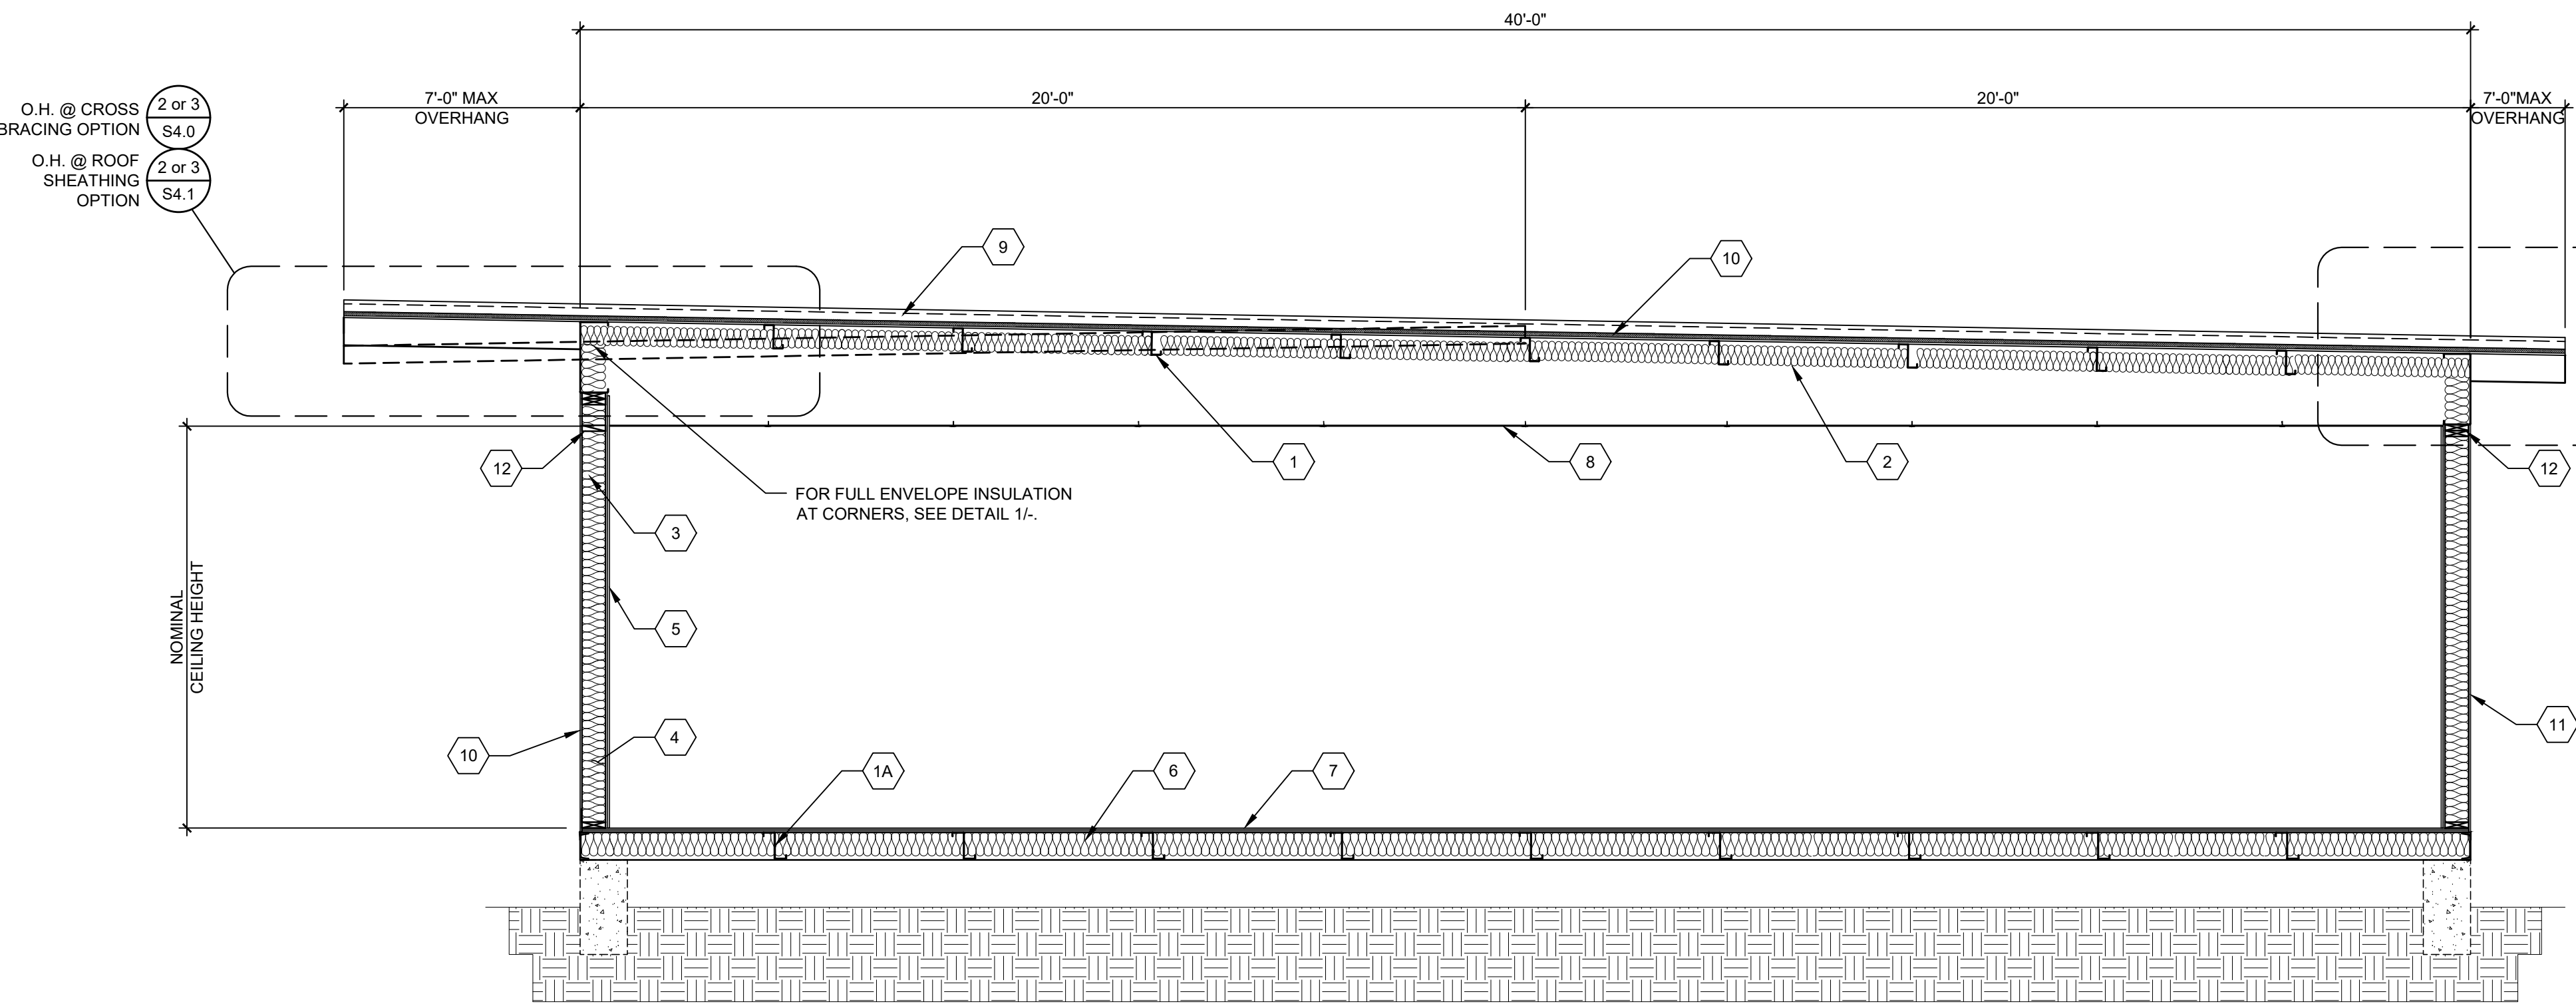 40'-0"
7'-0" MAX
OVERHANG
20'-0"
20'-0"
7'-0"MAX
OVERHANG
O.H. @ CROSS
BRACING OPTION
2 or 3
S4.0
O.H. @ ROOF
SHEATHING
OPTION
2 or 3
S4.1
9
10
12
1
8
2
12
FOR FULL ENVELOPE INSULATION
AT CORNERS, SEE DETAIL 1/-.
3
5
NOMINAL
CEILING HEIGHT
10
4
1A
6
7
11